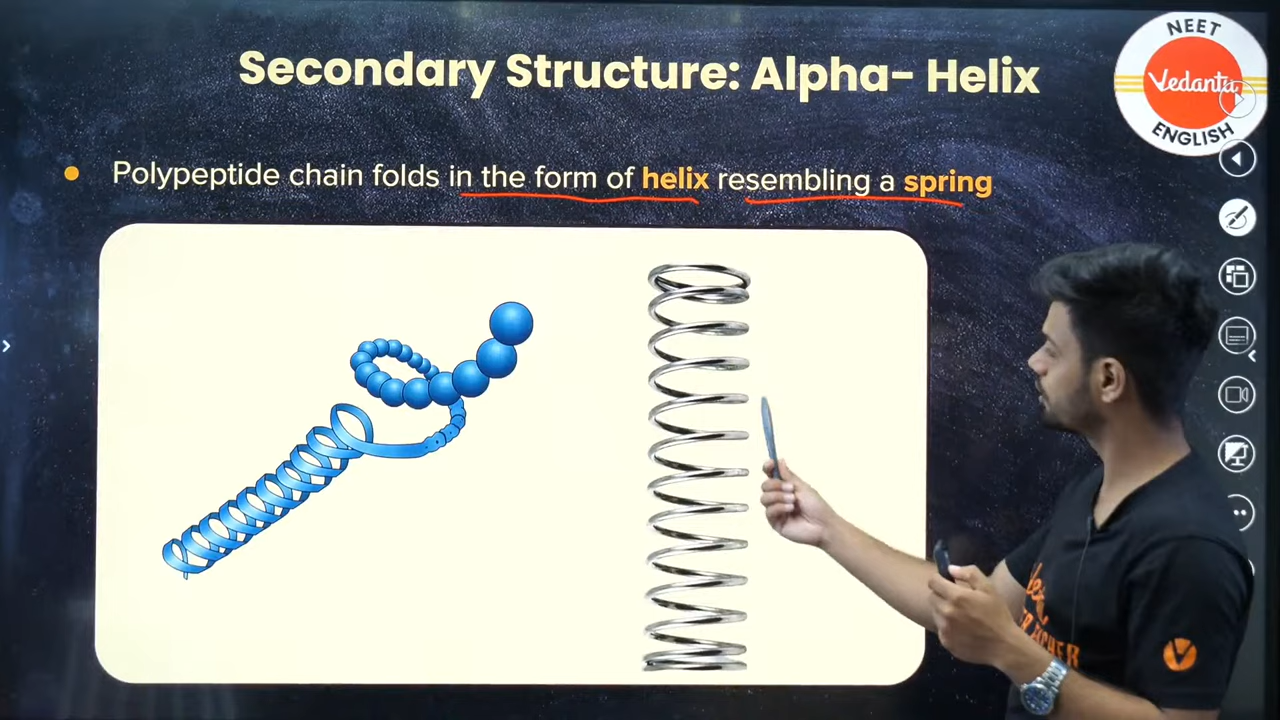 Secondary Structure: Alpha- Helix
NEET
Vedantu
ENGLISH
Polypeptide chain folds in the form of helix resembling a spring